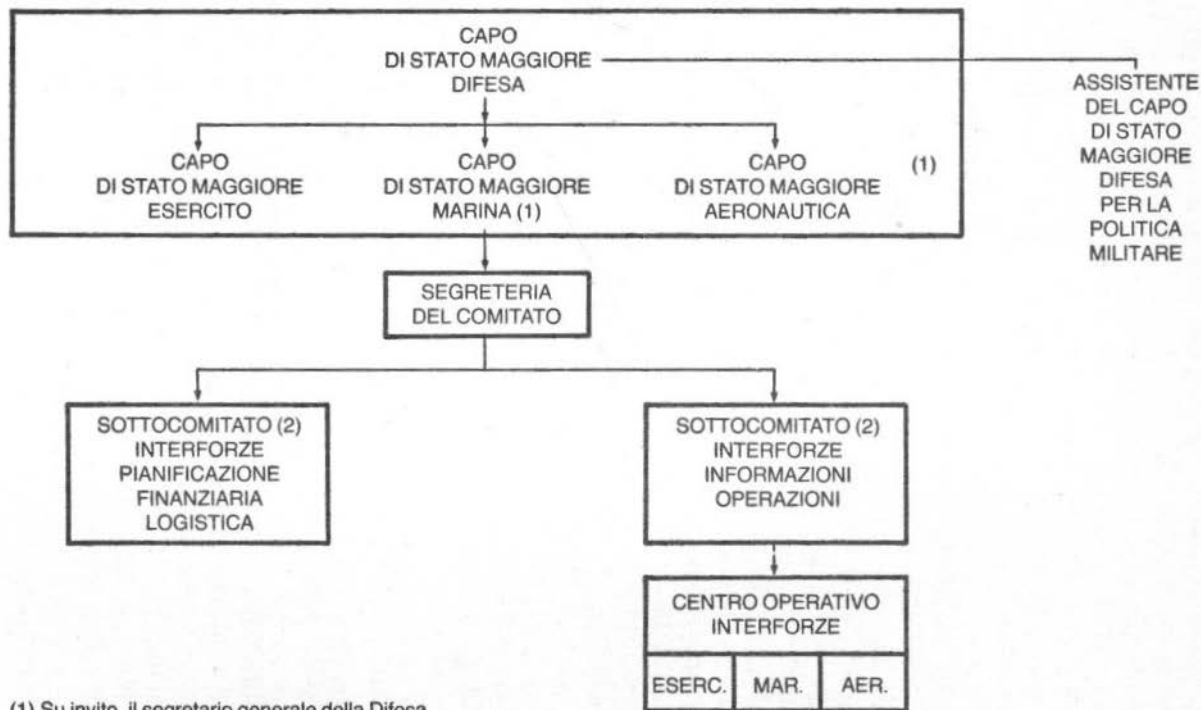 CAPO
DI STATO MAGGIORE
DIFESA
ASSISTENTE
DEL CAPO
DI STATO
MAGGIORE
DIFESA
PER LA
POLITICA
MILITARE
CAPO
DI STATO MAGGIORE
ESERCITO
CAPO
DI STATO MAGGIORE
MARINA (1)
CAPO
DI STATO MAGGIORE
AERONAUTICA
(1)
SEGRETERIA
DEL COMITATO
SOTTOCOMITATO (2)
INTERFORZE
PIANIFICAZIONE
FINANZIARIA
LOGISTICA
SOTTOCOMITATO (2)
INTERFORZE
INFORMAZIONI
OPERAZIONI
CENTRO OPERATIVO
INTERFORZE
ESERC.
MAR.
AER.
(1) Su invito, il segretario generale della Difesa